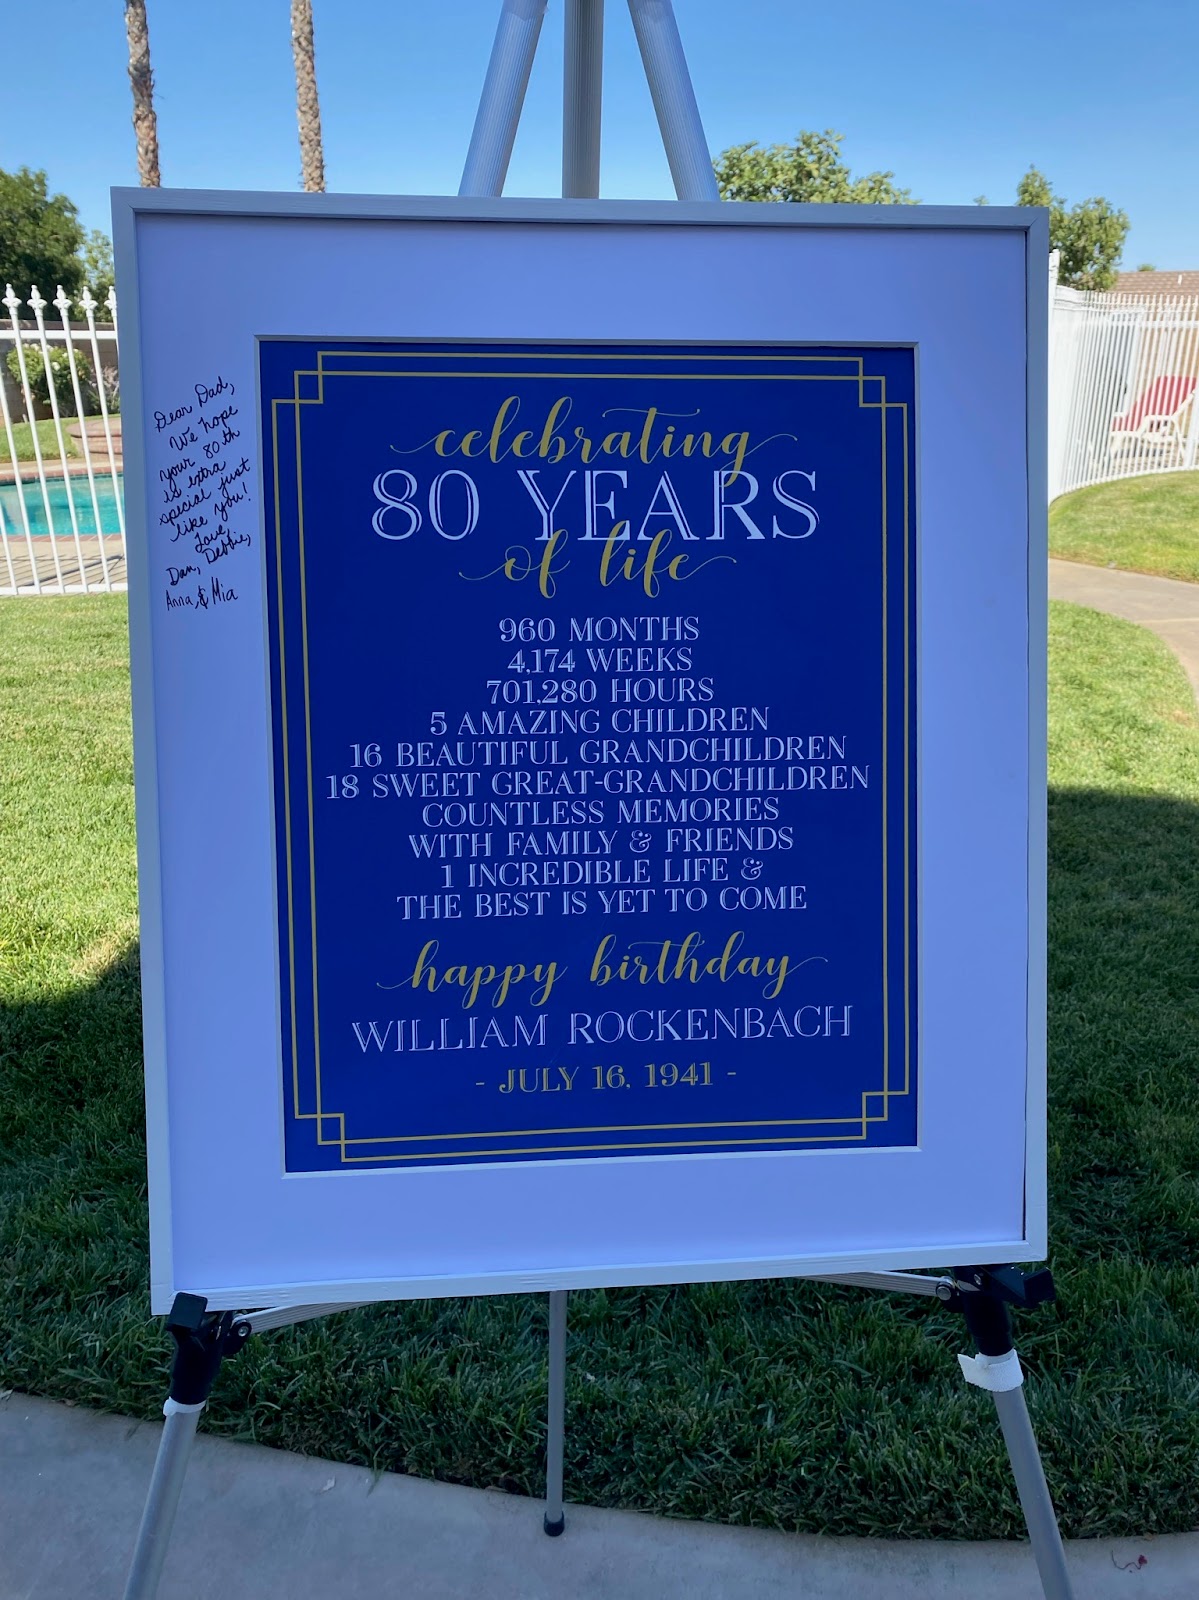 Dear Dad,
We hope
your 80th
is extra
special just
like you!
Love,
Dan, Debbie,
Anna, & Mia
celebrating
80 YEARS
of life
960 MONTHS
4,174 WEEKS
701,280 HOURS
5 AMAZING CHILDREN
16 BEAUTIFUL GRANDCHILDREN
18 SWEET GREAT-GRANDCHILDREN
COUNTLESS MEMORIES
WITH FAMILY & FRIENDS
1 INCREDIBLE LIFE &
THE BEST IS YET TO COME
happy birthday
WILLIAM ROCKENBACH
- JULY 16, 1941 -